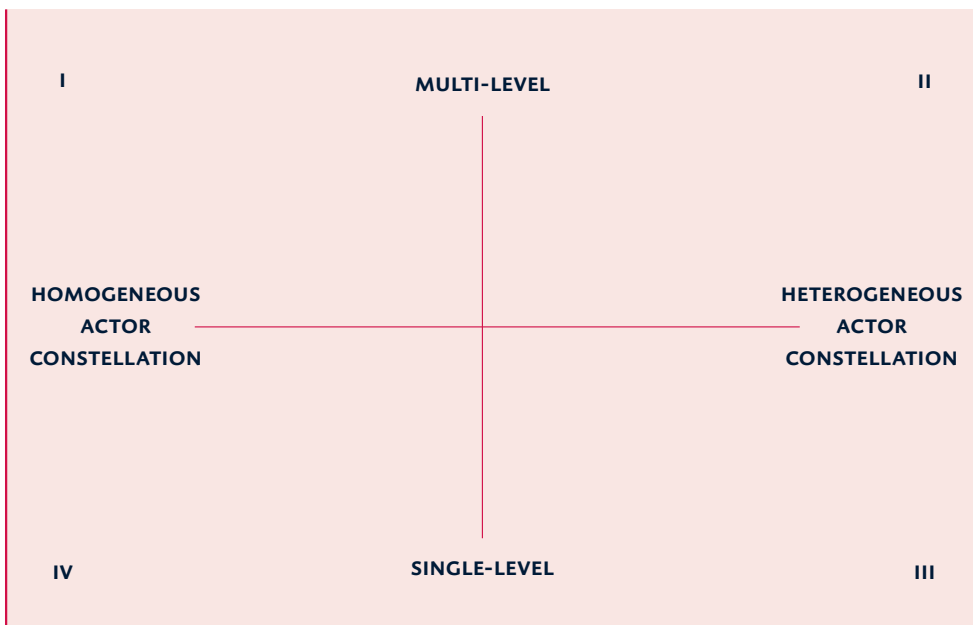 I
MULTI-LEVEL
II
HOMOGENEOUS
ACTOR
CONSTELLATION
HETEROGENEOUS
ACTOR
CONSTELLATION
IV
SINGLE-LEVEL
III